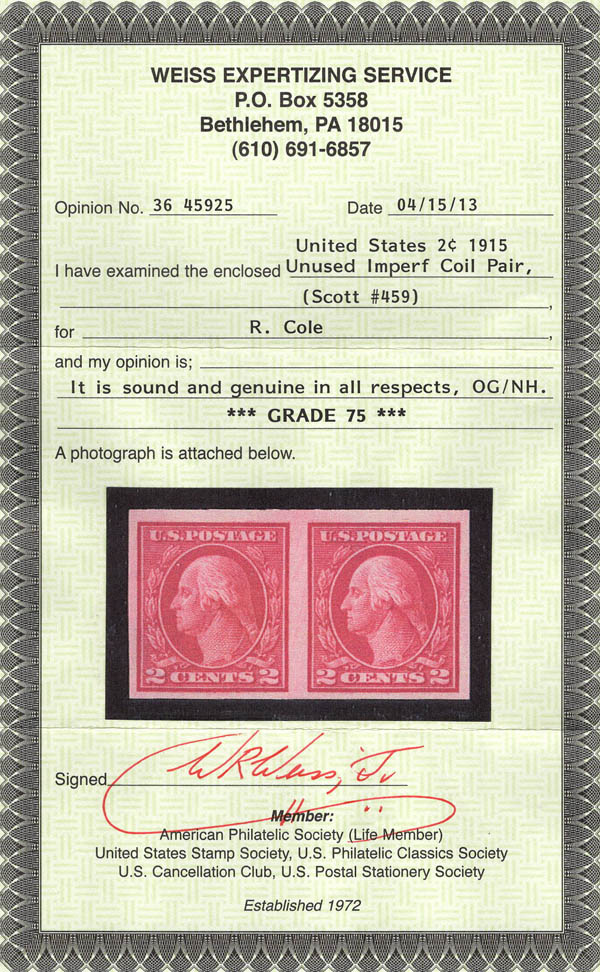 WEISS EXPERTIZING SERVICE
P.O. Box 5358
Bethlehem, PA 18015
(610) 691-6857
Opinion No. 36 45925 Date 04/15/13
United States 2¢ 1915
I have examined the enclosed Unused Imperf Coil Pair,
(Scott #459),
for R. Cole,
and my opinion is;
It is sound and genuine in all respects, OG/NH.
*** GRADE 75 ***
A photograph is attached below.
U.S. POSTAGE U.S. POSTAGE
2 CENTS 2 2 CENTS 2
Signed WRWeiss, Jr
Member:
American Philatelic Society (Life Member)
United States Stamp Society, U.S. Philatelic Classics Society
U.S. Cancellation Club, U.S. Postal Stationery Society
Established 1972